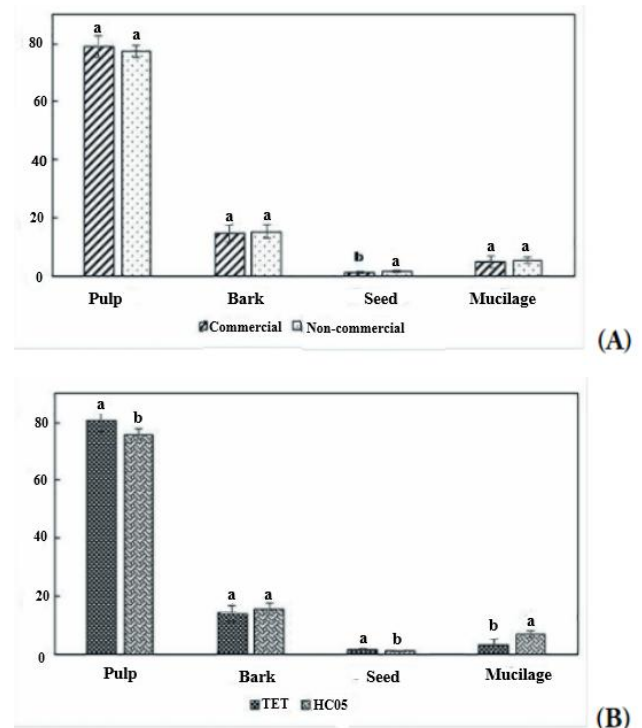 80
a a
60
40
20
a a
b a
a a
0
Pulp Bark Seed Mucilage
Commercial Non-commercial
(A)
80
a b
60
40
20
a a
a b
b a
0
Pulp Bark Seed Mucilage
TET HC05
(B)